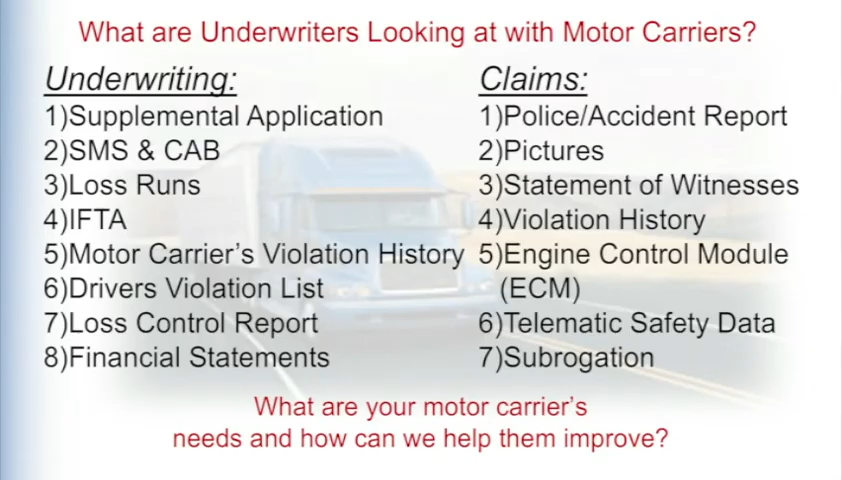 What are Underwriters Looking at with Motor Carriers?
Underwriting:
1)Supplemental Application
2)SMS & CAB
3)Loss Runs
4)IFTA
5)Motor Carrier's Violation History
6)Drivers Violation List
7)Loss Control Report
8)Financial Statements
Claims:
1)Police/Accident Report
2)Pictures
3)Statement of Witnesses
4)Violation History
5)Engine Control Module
(ECM)
6)Telematic Safety Data
7)Subrogation
What are your motor carrier's
needs and how can we help them improve?